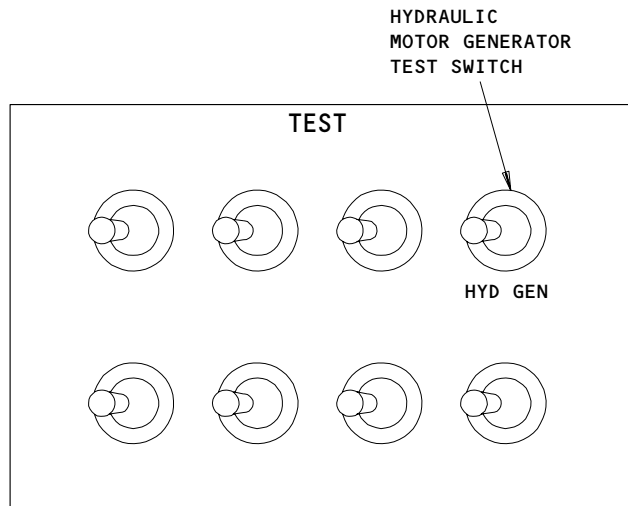 HYDRAULIC
MOTOR GENERATOR
TEST SWITCH
TEST
HYD GEN